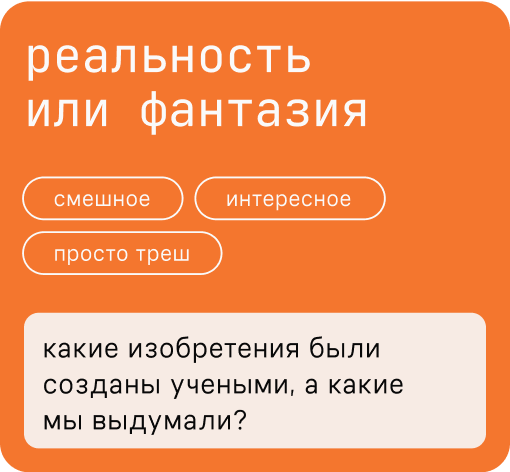 реальность
или фантазия
смешное
интересное
просто треш
какие изобретения были
созданы учеными, а какие
мы выдумали?